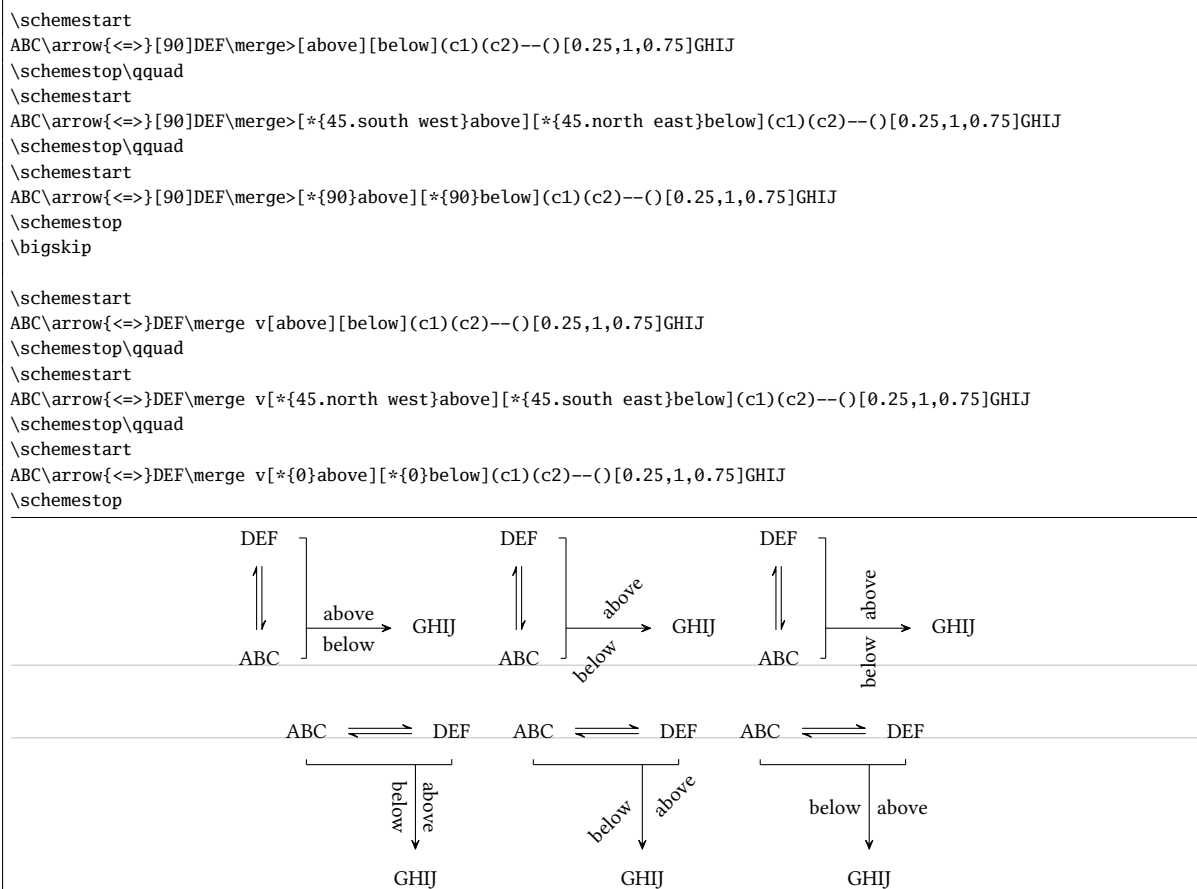 \schemestart
ABC\arrow{<=>}[90]DEF\merge>[above][below](c1)(c2)--()[0.25,1,0.75]GHIJ
\schemestop\qquad
\schemestart
ABC\arrow{<=>}[90]DEF\merge>[*{45.south west}above][*{45.north east}below](c1)(c2)--()[0.25,1,0.75]GHIJ
\schemestop\qquad
\schemestart
ABC\arrow{<=>}[90]DEF\merge>[*{90}above][*{90}below](c1)(c2)--()[0.25,1,0.75]GHIJ
\schemestop
\bigskip
\schemestart
ABC\arrow{<=>}DEF\merge v[above][below](c1)(c2)--()[0.25,1,0.75]GHIJ
\schemestop\qquad
\schemestart
ABC\arrow{<=>}DEF\merge v[*{45.north west}above][*{45.south east}below](c1)(c2)--()[0.25,1,0.75]GHIJ
\schemestop\qquad
\schemestart
ABC\arrow{<=>}DEF\merge v[*{0}above][*{0}below](c1)(c2)--()[0.25,1,0.75]GHIJ
\schemestop
DEF DEF DEF
above above above
GHIJ GHIJ GHIJ
below below below
ABC ABC ABC
ABC DEF ABC DEF ABC DEF
below above below above below above
GHIJ GHIJ GHIJ